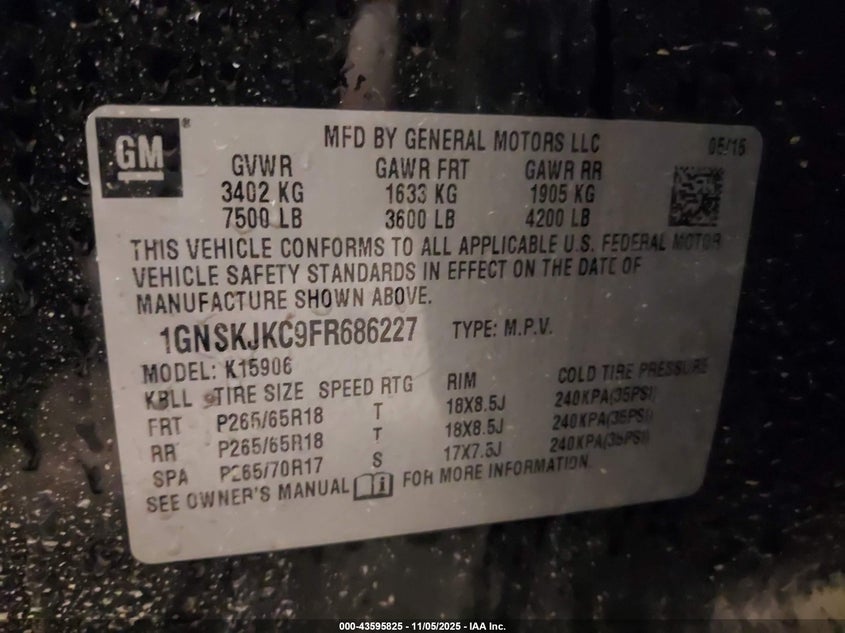 GM ®
MFD BY GENERAL MOTORS LLC 05/15
GVWR GAWR FRT GAWR RR
3402 KG 1633 KG 1905 KG
7500 LB 3600 LB 4200 LB
THIS VEHICLE CONFORMS TO ALL APPLICABLE U.S. FEDERAL MOTOR
VEHICLE SAFETY STANDARDS IN EFFECT ON THE DATE OF
MANUFACTURE SHOWN ABOVE.
1GNSKJKC9FR686227 TYPE: M.P.V.
MODEL: K15906
KBLL TIRE SIZE SPEED RTG RIM COLD TIRE PRESSURE
FRT P265/65R18 T 18X8.5J 240KPA(35PSI)
RR P265/65R18 T 18X8.5J 240KPA(35PSI)
SPA P265/70R17 S 17X7.5J 240KPA(35PSI)
SEE OWNER'S MANUAL FOR MORE INFORMATION.
000-43595825 - 11/05/2025 - IAA Inc.